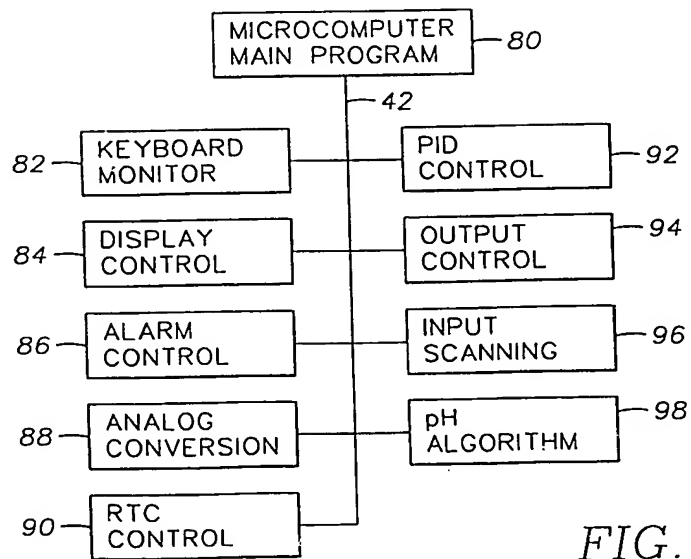 MICROCOMPUTER
MAIN PROGRAM
80
42
82
KEYBOARD
MONITOR
PID
CONTROL
92
84
DISPLAY
CONTROL
OUTPUT
CONTROL
94
86
ALARM
CONTROL
INPUT
SCANNING
96
88
ANALOG
CONVERSION
pH
ALGORITHM
98
90
RTC
CONTROL
FIG.